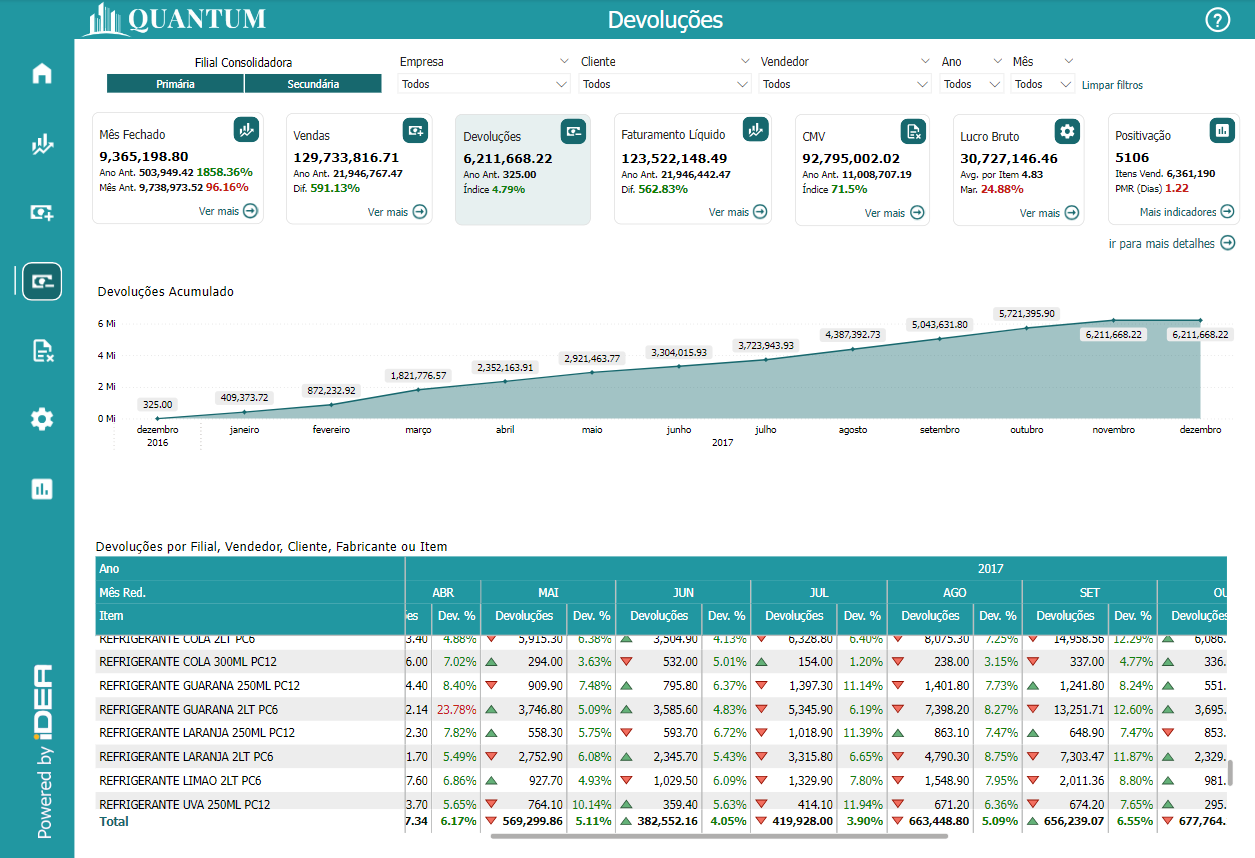 QUANTUM
Devoluções
?
Filial Consolidadora
Primária Secundária
Empresa Cliente Vendedor Ano Mês
Todos Todos Todos Todos Todos Limpar filtros
Mês Fechado
9,365,198.80
Ano Ant. 503,949.42 1858.36%
Mês Ant. 9,738,973.52 96.16%
Ver mais
Vendas
129,733,816.71
Ano Ant. 21,946,767.47
Dif. 591.13%
Ver mais
Devoluções
6,211,668.22
Ano Ant. 325.00
Índice 4.79%
Faturamento Líquido
123,522,148.49
Ano Ant. 21,946,442.47
Dif. 562.83%
Ver mais
CMV
92,795,002.02
Ano Ant. 11,008,707.19
Índice 71.5%
Ver mais
Lucro Bruto
30,727,146.46
Avg. por Item 4.83
Mar. 24.88%
Ver mais
Positivação
5106
Itens Vend. 6,361,190
PMR (Dias) 1.22
Mais indicadores
ir para mais detalhes
Devoluções Acumulado
6 Mi
4 Mi
2 Mi
0 Mi
325.00 409,373.72 872,232.92 1,821,776.57 2,352,163.91 2,921,463.77 3,304,015.93 3,723,943.93 4,387,392.73 5,043,631.80 5,721,395.90 6,211,668.22 6,211,668.22
dezembro janeiro fevereiro março abril maio junho julho agosto setembro outubro novembro dezembro
2016 2017
Devoluções por Filial, Vendedor, Cliente, Fabricante ou Item
Ano 2017
Mês Red. ABR MAI JUN JUL AGO SET OU
Item es Dev. % Devoluções Dev. % Devoluções Dev. % Devoluções Dev. % Devoluções Dev. % Devoluções Dev. % Devoluções
REFRIGERANTE COLA 2LT PC6 3.40 4.88% 5,915.30 6.38% 3,504.90 4.13% 6,328.80 6.40% 8,075.30 7.25% 14,958.56 12.29% 6,086.
REFRIGERANTE COLA 300ML PC12 6.00 7.02% 294.00 3.63% 532.00 5.01% 154.00 1.20% 238.00 3.15% 337.00 4.77% 336.
REFRIGERANTE GUARANA 250ML PC12 4.40 8.40% 909.90 7.48% 795.80 6.37% 1,397.30 11.14% 1,401.80 7.73% 1,241.80 8.24% 551.
REFRIGERANTE GUARANA 2LT PC6 2.14 23.78% 3,746.80 5.09% 3,585.60 4.83% 5,345.90 6.19% 7,398.20 8.27% 13,251.71 12.60% 3,695.
REFRIGERANTE LARANJA 250ML PC12 2.30 7.82% 558.30 5.75% 593.70 6.72% 1,018.90 11.39% 863.10 7.47% 648.90 7.47% 853.
REFRIGERANTE LARANJA 2LT PC6 1.70 5.49% 2,752.90 6.08% 2,345.70 5.43% 3,315.80 6.65% 4,790.30 8.75% 7,303.47 11.87% 2,329.
REFRIGERANTE LIMAO 2LT PC6 7.60 6.86% 927.70 4.93% 1,029.50 6.09% 1,329.90 7.80% 1,548.90 7.95% 2,011.36 8.80% 981.
REFRIGERANTE UVA 250ML PC12 3.70 5.65% 764.10 10.14% 359.40 5.63% 414.10 11.94% 671.20 6.36% 674.20 7.65% 295.
Total 7.34 6.17% 569,299.86 5.11% 382,552.16 4.05% 419,928.00 3.90% 663,448.80 5.09% 656,239.07 6.55% 677,764.
Powered by iDEA